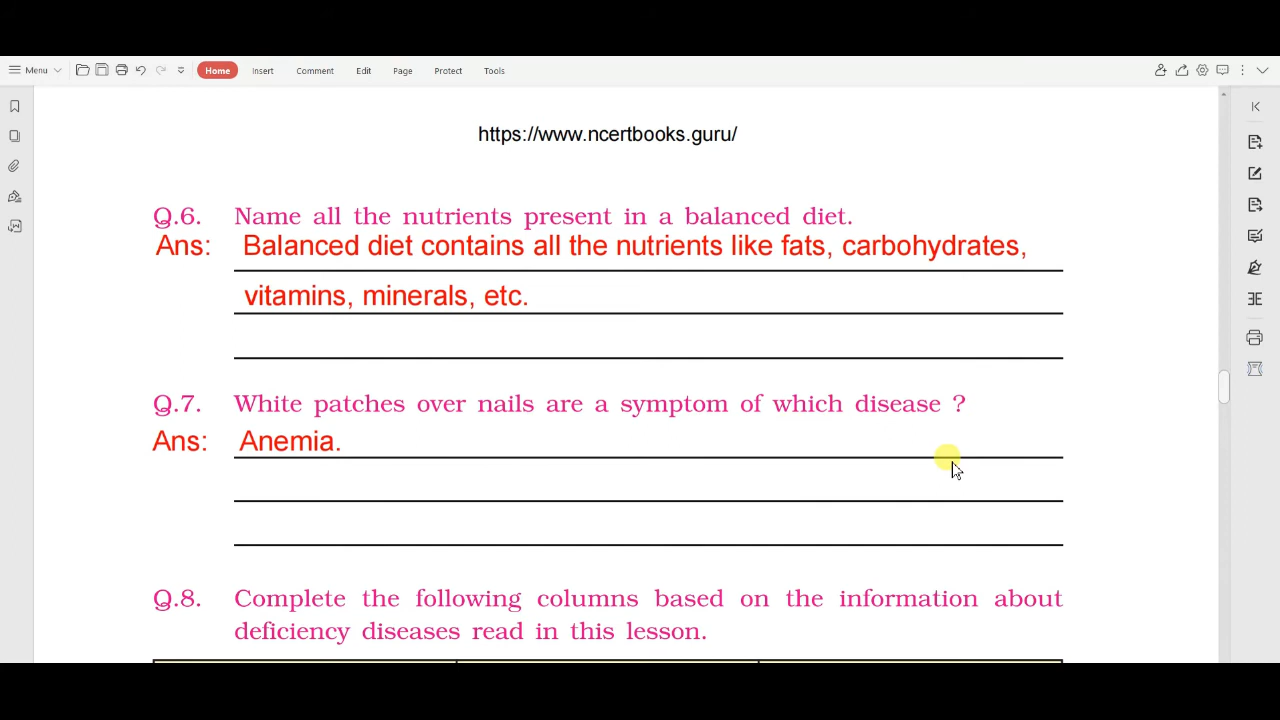 Menu Home Insert Comment Edit Page Protect Tools
https://www.ncertbooks.guru/
Q.6. Name all the nutrients present in a balanced diet.
Ans: Balanced diet contains all the nutrients like fats, carbohydrates,
vitamins, minerals, etc.
Q.7. White patches over nails are a symptom of which disease ?
Ans: Anemia.
Q.8. Complete the following columns based on the information about
deficiency diseases read in this lesson.